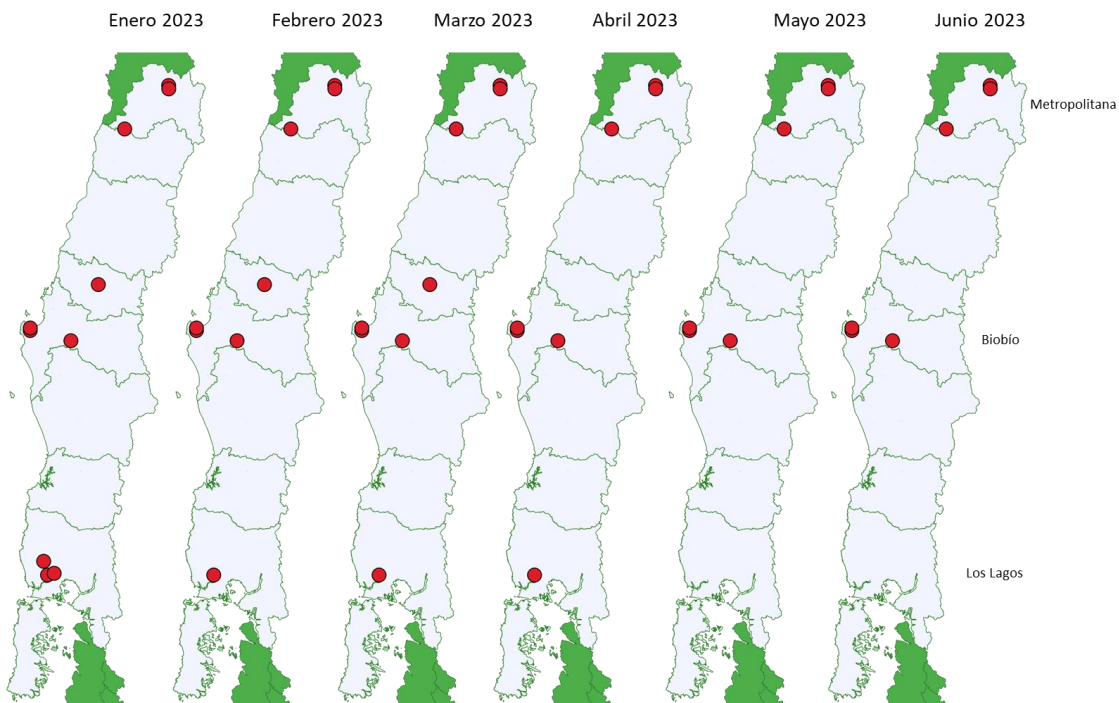 Enero 2023
Febrero 2023
Marzo 2023
Abril 2023
Mayo 2023
Junio 2023
Metropolitana
Biobío
Los Lagos